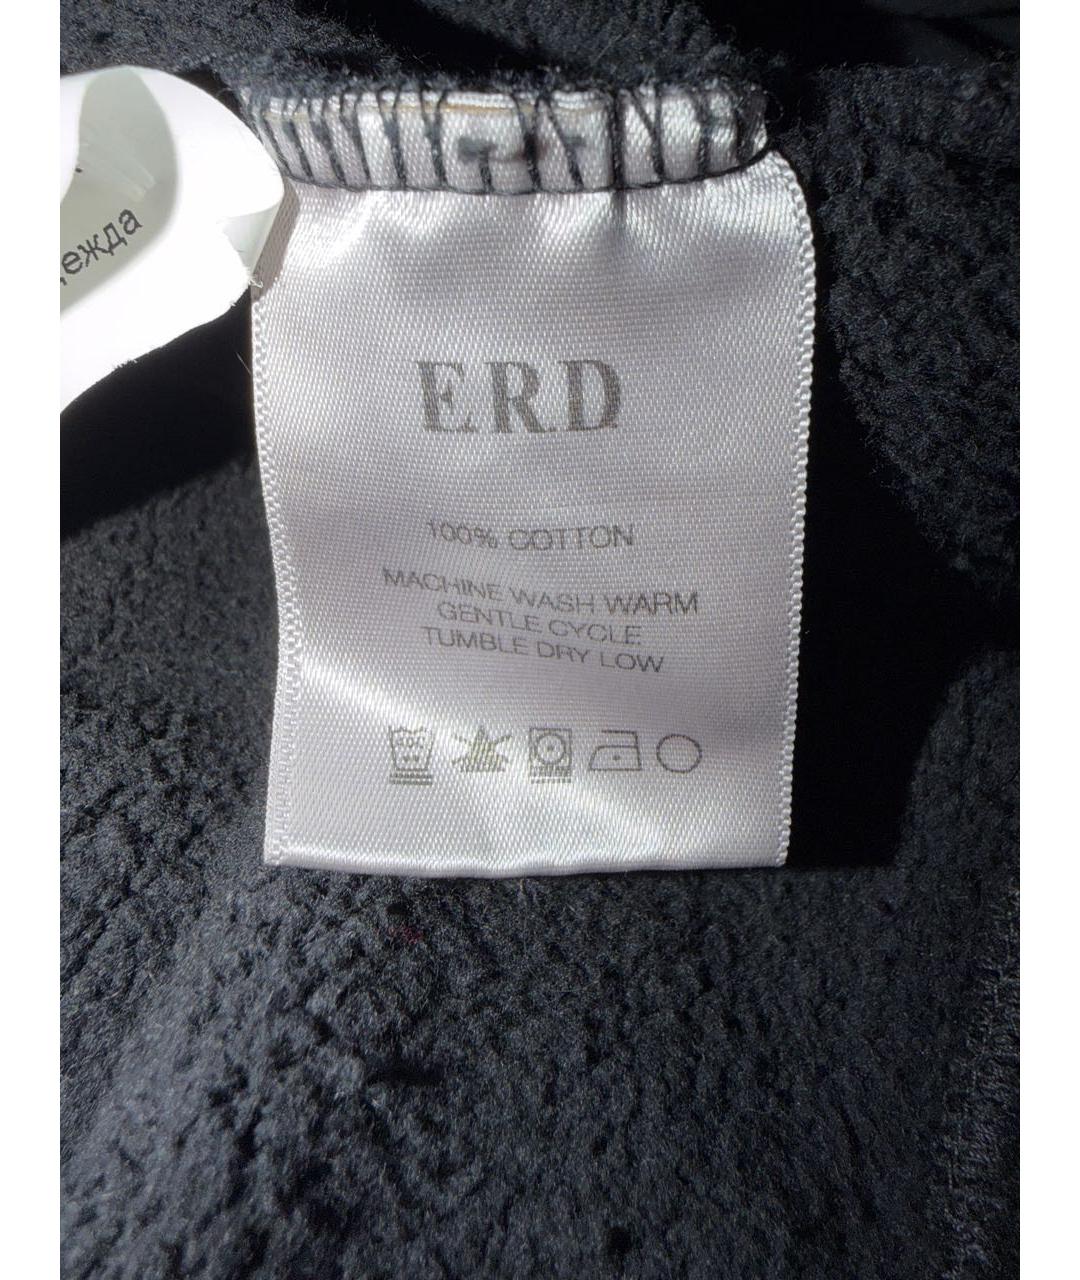 ежда
ERD
100% COTTON
MACHINE WASH WARM
GENTLE CYCLE
TUMBLE DRY LOW